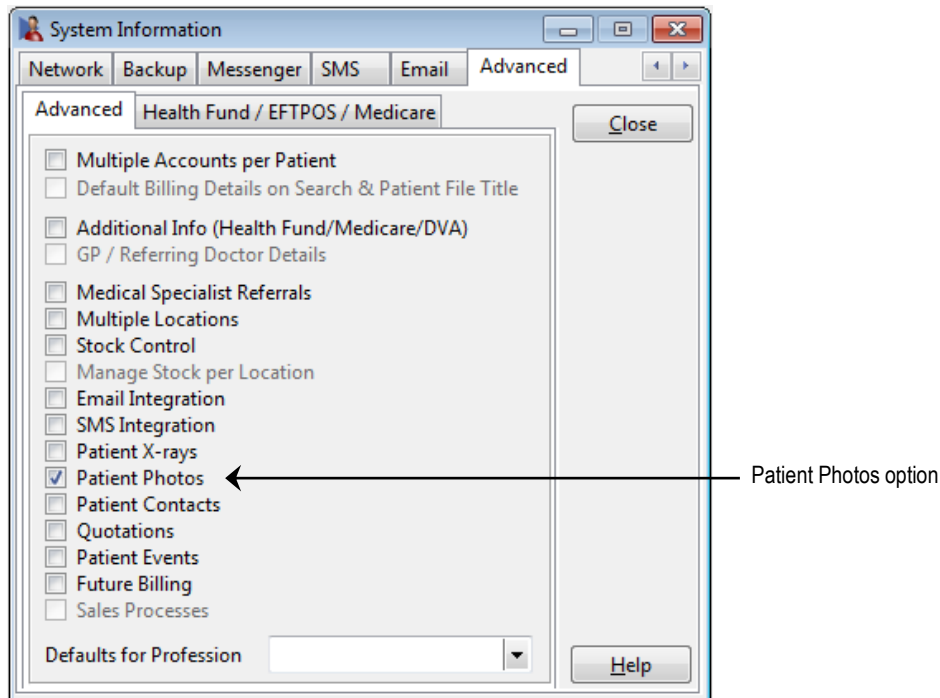 System Information
Network Backup Messenger SMS Email Advanced
Advanced Health Fund / EFTPOS / Medicare
Close
Multiple Accounts per Patient
Default Billing Details on Search & Patient File Title
Additional Info (Health Fund/Medicare/DVA)
GP / Referring Doctor Details
Medical Specialist Referrals
Multiple Locations
Stock Control
Manage Stock per Location
Email Integration
SMS Integration
Patient X-rays
Patient Photos
Patient Photos option
Patient Contacts
Quotations
Patient Events
Future Billing
Sales Processes
Defaults for Profession
Help